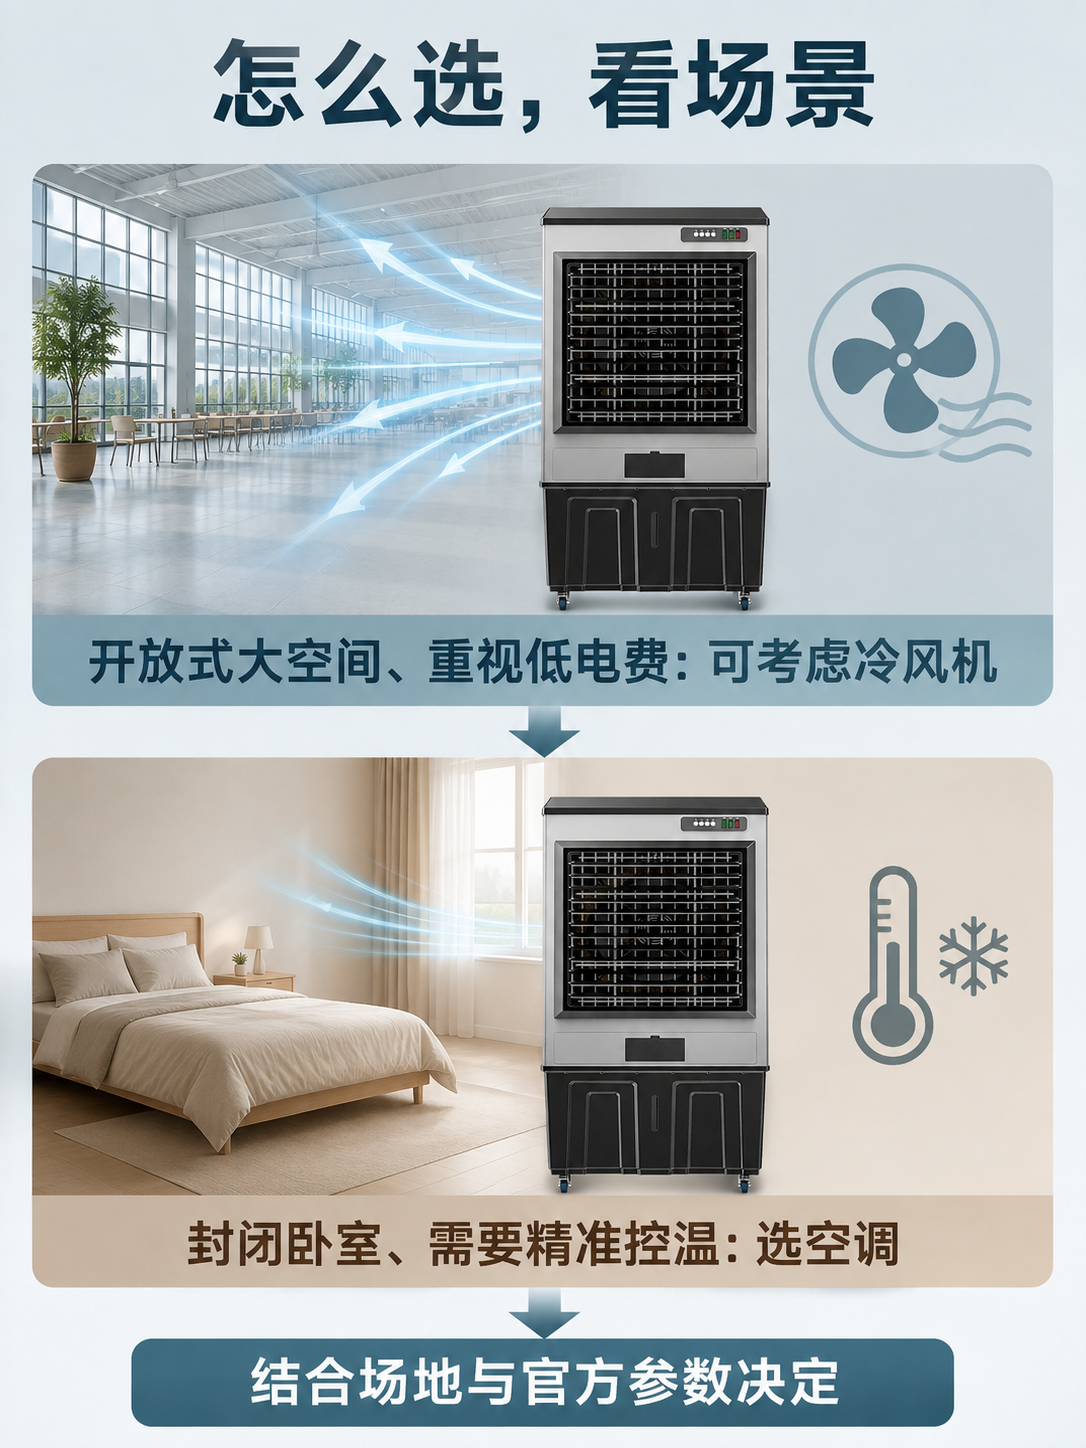 怎么选，看场景
开放式大空间、重视低电费：可考虑冷风机
封闭卧室、需要精准控温：选空调
结合场地与官方参数决定